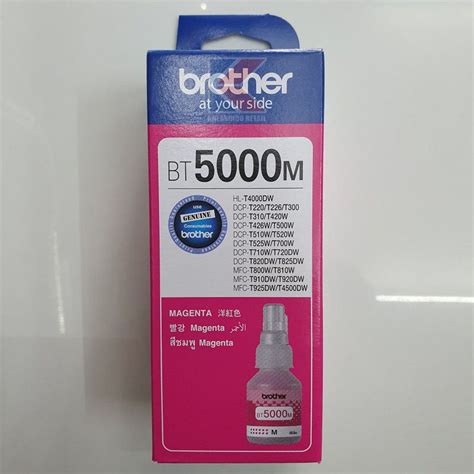 brother
at your side
BT5000M
use
GENUINE
Consumables
brother
HL-T4000DW
DCP-T220/T226/T300
DCP-T310/T420W
DCP-T426W/T500W
DCP-T510W/T520W
DCP-T525W/T700W
DCP-T710W/T720DW
DCP-T820DW/T825DW
MFC-T800W/T810W
MFC-T910DW/T920DW
MFC-T925DW/T4500DW
MAGENTA 洋紅色
빨강 Magenta الأحمر
สีชมพู Magenta
brother
BT5000M
M